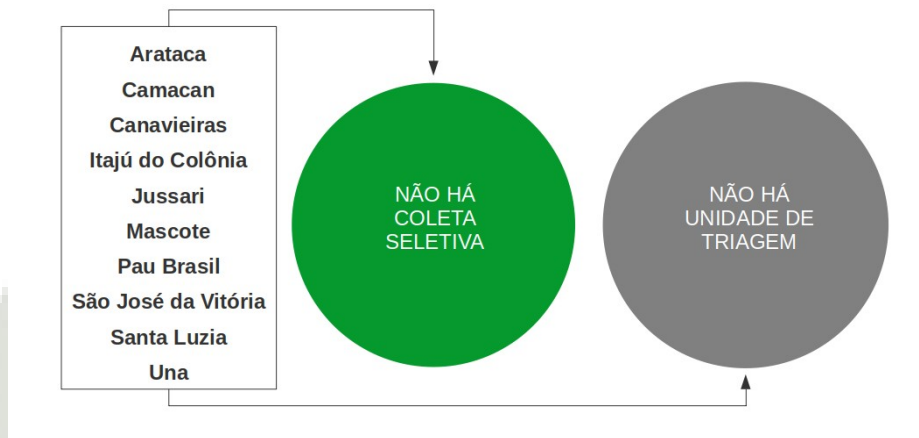 Arataca
Camacan
Canavieiras
Itajú do Colônia
Jussari
Mascote
Pau Brasil
São José da Vitória
Santa Luzia
Una
NÃO HÁ
COLETA
SELETIVA
NÃO HÁ
UNIDADE DE
TRIAGEM